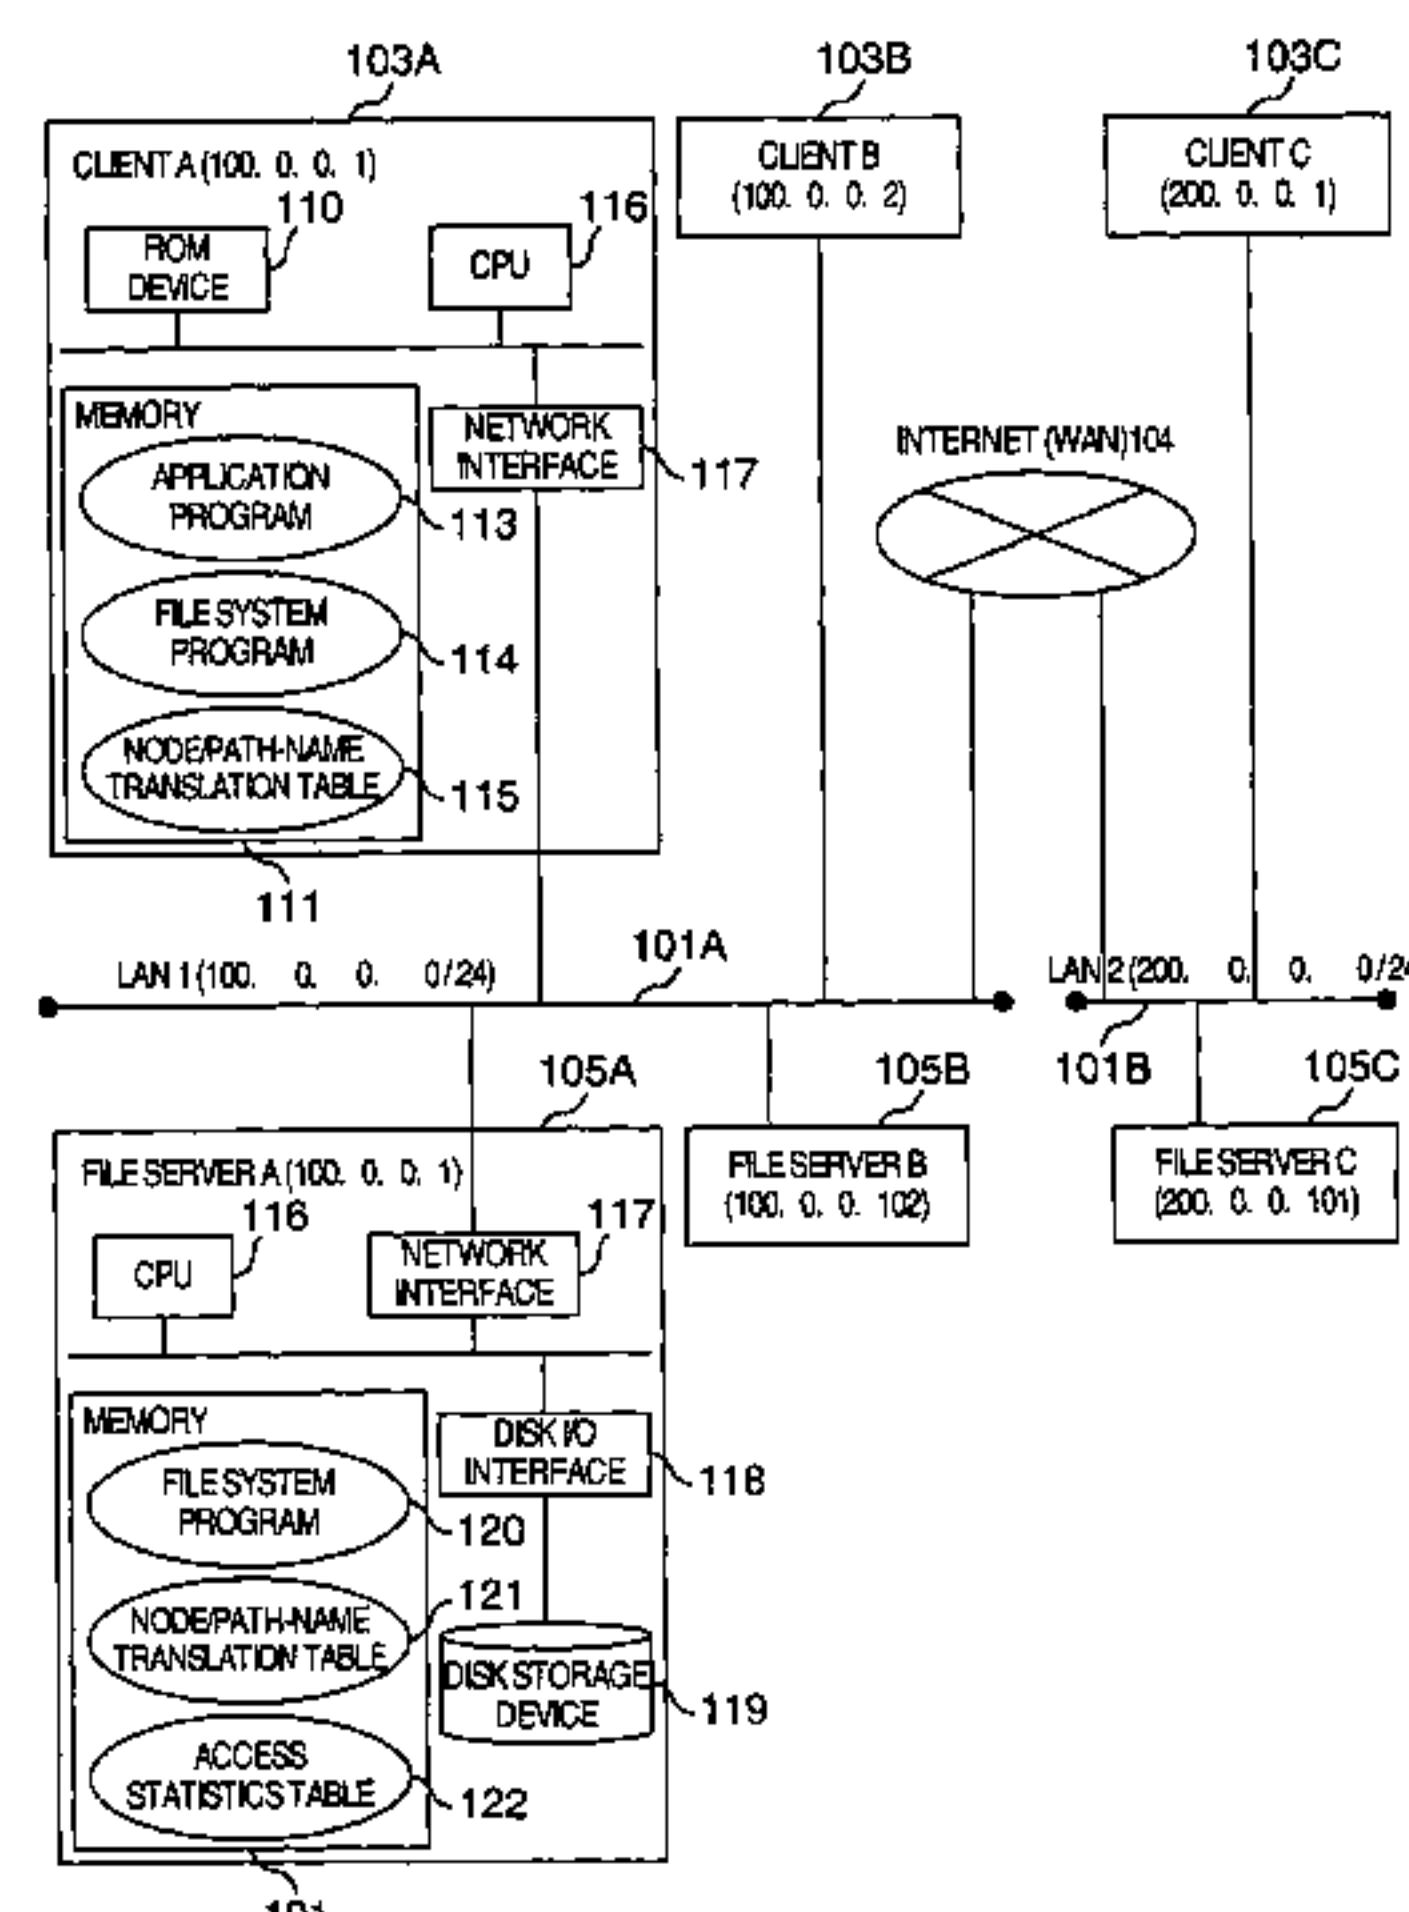 103A
103B
103C
CLIENT A (100. 0. 0. 1)
CLIENT B
(100. 0. 0. 2)
CLIENT C
(200. 0. 0. 1)
110
116
ROM
DEVICE
CPU
MEMORY
NETWORK
INTERFACE
117
INTERNET (WAN)104
APPLICATION
PROGRAM
113
FILE SYSTEM
PROGRAM
114
NODE/PATH-NAME
TRANSLATION TABLE
115
111
101A
LAN 1 (100. 0. 0. 0/24)
LAN 2 (200. 0. 0. 0/24
101B
105A
105B
105C
FILE SERVER A (100. 0. 0. 1)
FILE SERVER B
(100. 0. 0. 102)
FILE SERVER C
(200. 0. 0. 101)
116
117
CPU
NETWORK
INTERFACE
MEMORY
DISK I/O
INTERFACE
118
FILE SYSTEM
PROGRAM
120
121
NODE/PATH-NAME
TRANSLATION TABLE
DISK STORAGE
DEVICE
119
ACCESS
STATISTICS TABLE
122